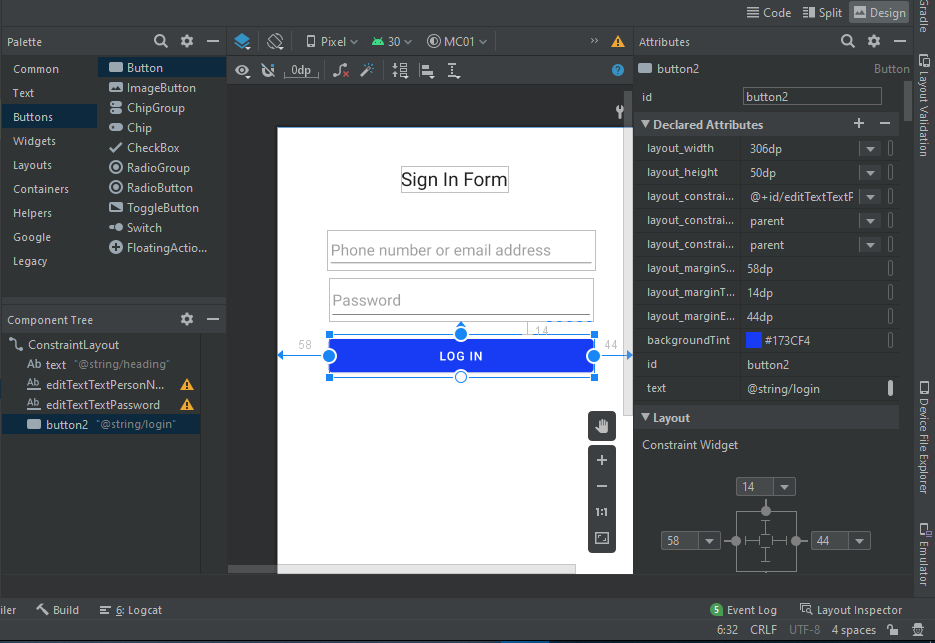 Code Split Design
Palette
Pixel 30 MC01
Attributes
0dp
Common
Text
Buttons
Widgets
Layouts
Containers
Helpers
Google
Legacy
Button
ImageButton
ChipGroup
Chip
CheckBox
RadioGroup
RadioButton
ToggleButton
Switch
FloatingActio...
Component Tree
ConstraintLayout
Ab text "@string/heading"
Ab editTextTextPersonN...
Ab editTextTextPassword
button2 "@string/login"
Sign In Form
Phone number or email address
Password
14
58
44
LOG IN
1:1
button2 Button
id button2
Declared Attributes
layout_width 306dp
layout_height 50dp
layout_constrai... @+id/editTextTextP
layout_constrai... parent
layout_constrai... parent
layout_marginS... 58dp
layout_marginT... 14dp
layout_marginE... 44dp
backgroundTint #173CF4
id button2
text @string/login
Layout
Constraint Widget
14
58
44
Gradle
Layout Validation
Device File Explorer
Emulator
iler Build 6: Logcat
5 Event Log Layout Inspector
6:32 CRLF UTF-8 4 spaces